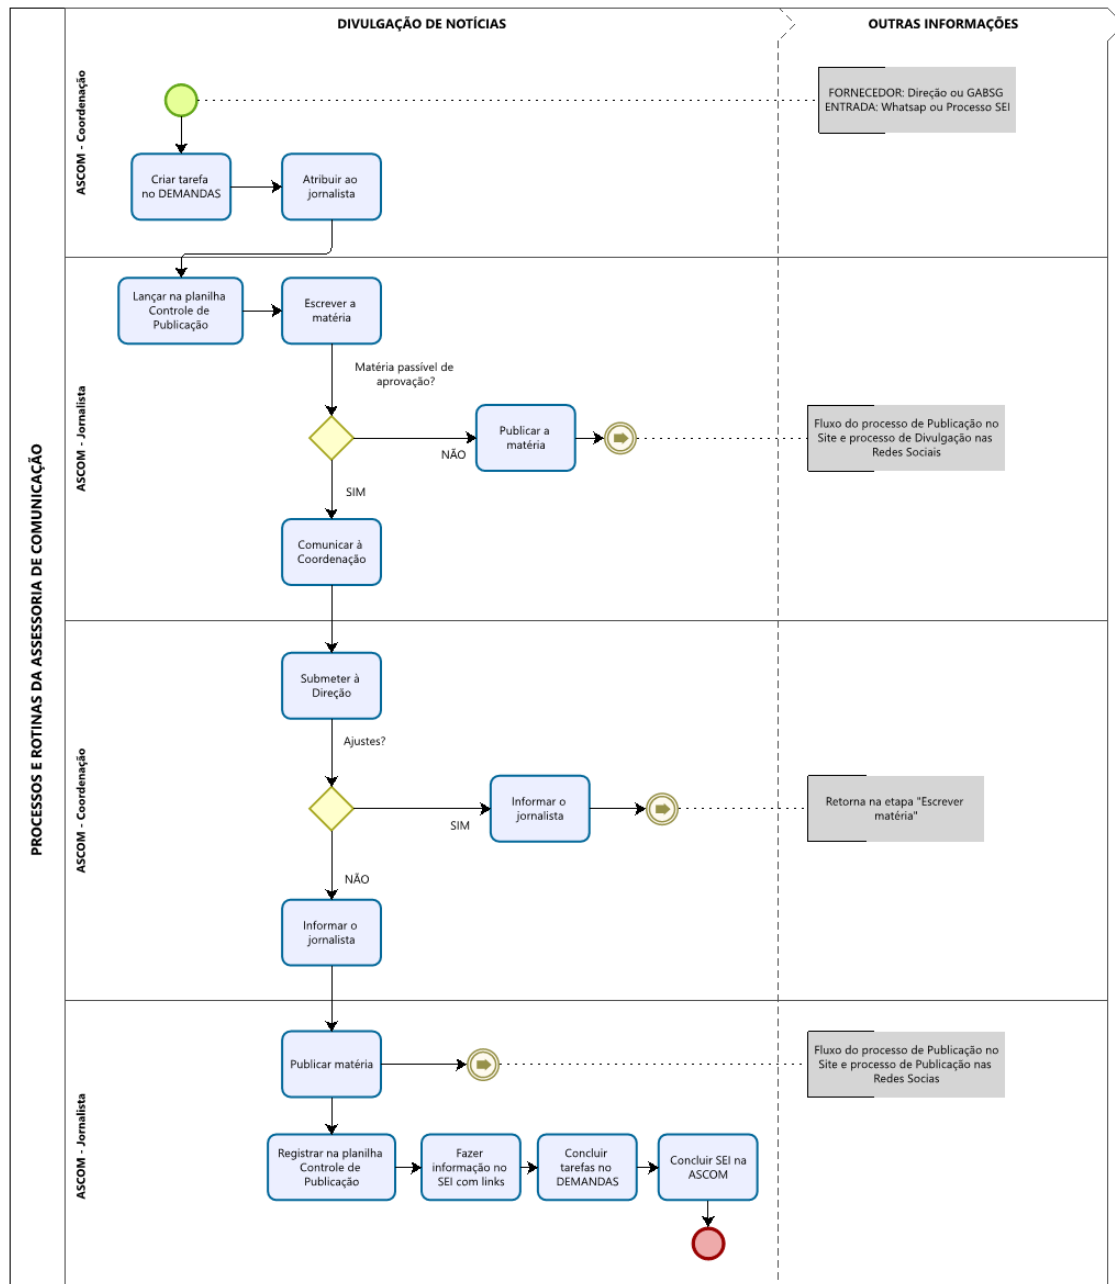 DIVULGAÇÃO DE NOTÍCIAS
OUTRAS INFORMAÇÕES
PROCESSOS E ROTINAS DA ASSESSORIA DE COMUNICAÇÃO
ASCOM - Coordenação
FORNECEDOR: Direção ou GABSG
ENTRADA: Whatsap ou Processo SEI
Criar tarefa
no DEMANDAS
Atribuir ao
jornalista
ASCOM - Jornalista
Lançar na planilha
Controle de
Publicação
Escrever a
matéria
Matéria passível de
aprovação?
NÃO
Publicar a
matéria
Fluxo do processo de Publicação no
Site e processo de Divulgação nas
Redes Sociais
SIM
Comunicar à
Coordenação
ASCOM - Coordenação
Submeter à
Direção
Ajustes?
SIM
Informar o
jornalista
Retorna na etapa "Escrever
matéria"
NÃO
Informar o
jornalista
ASCOM - Jornalista
Publicar matéria
Fluxo do processo de Publicação no
Site e processo de Publicação nas
Redes Socias
Registrar na planilha
Controle de
Publicação
Fazer
informação no
SEI com links
Concluir
tarefas no
DEMANDAS
Concluir SEI na
ASCOM